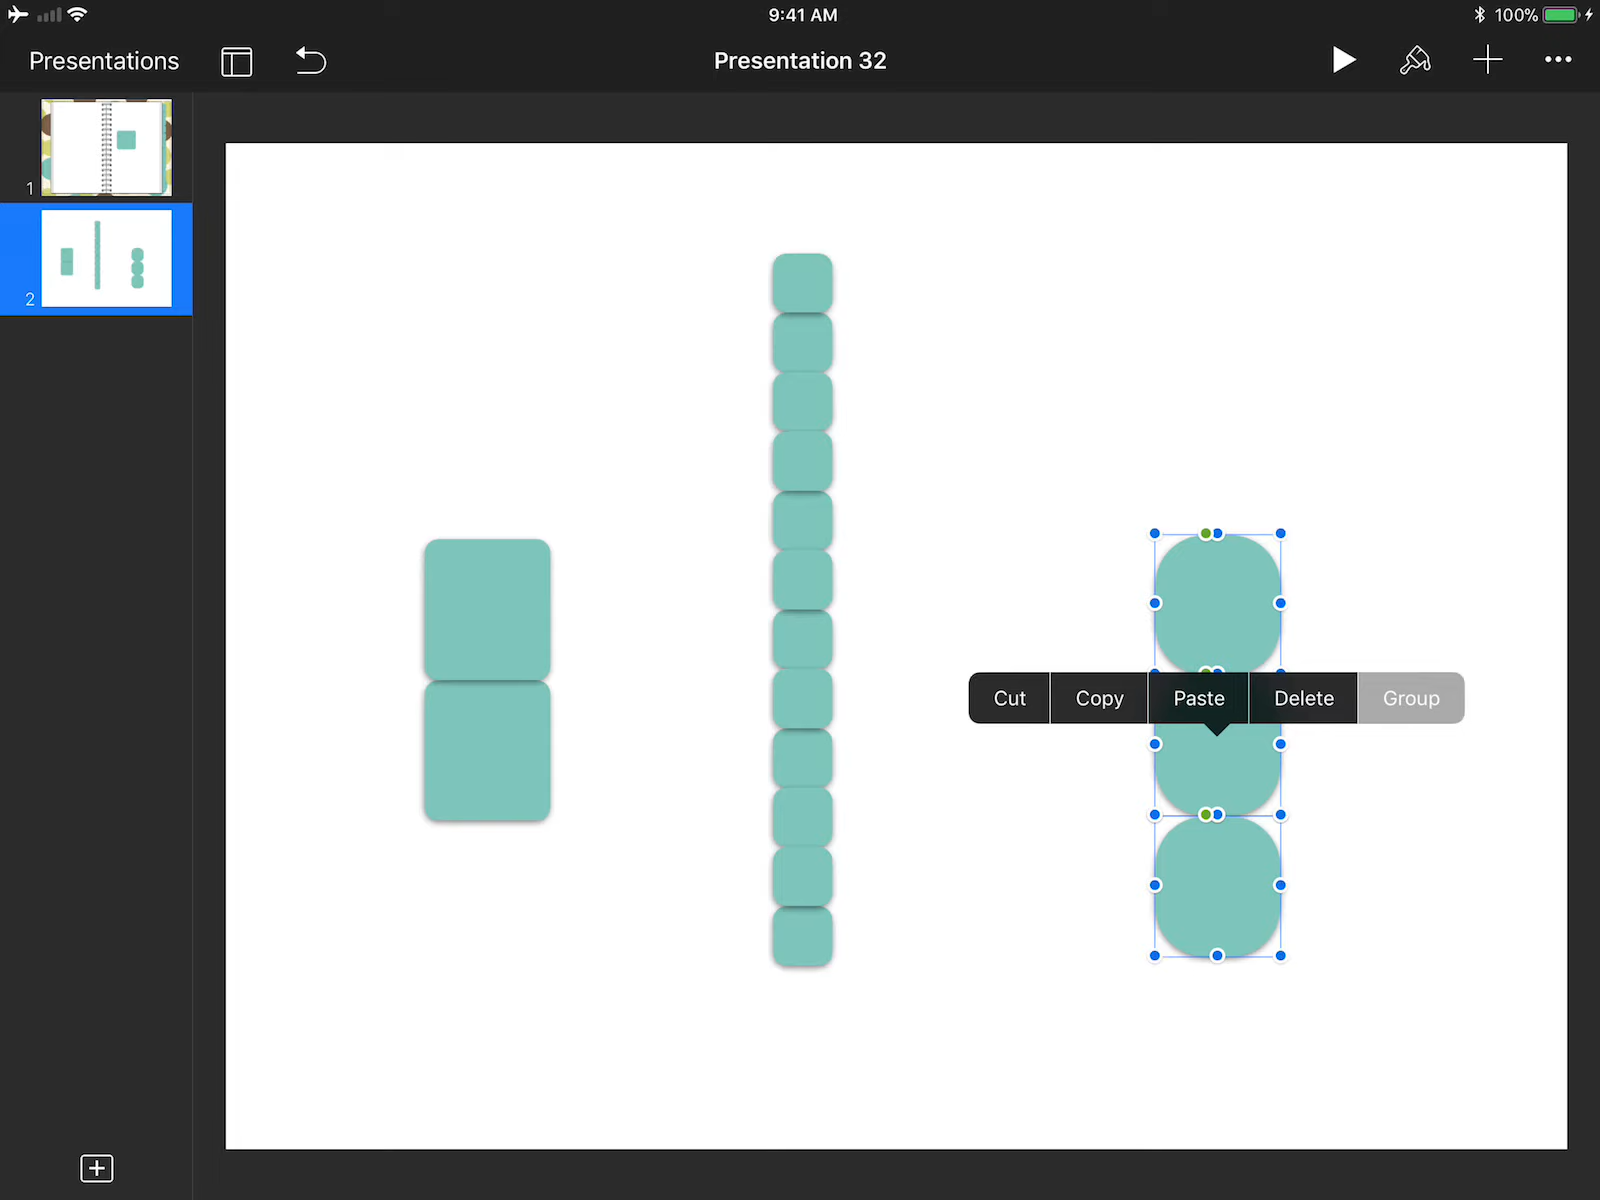 9:41 AM
100%
Presentations
Presentation 32
1
2
Cut
Copy
Paste
Delete
Group